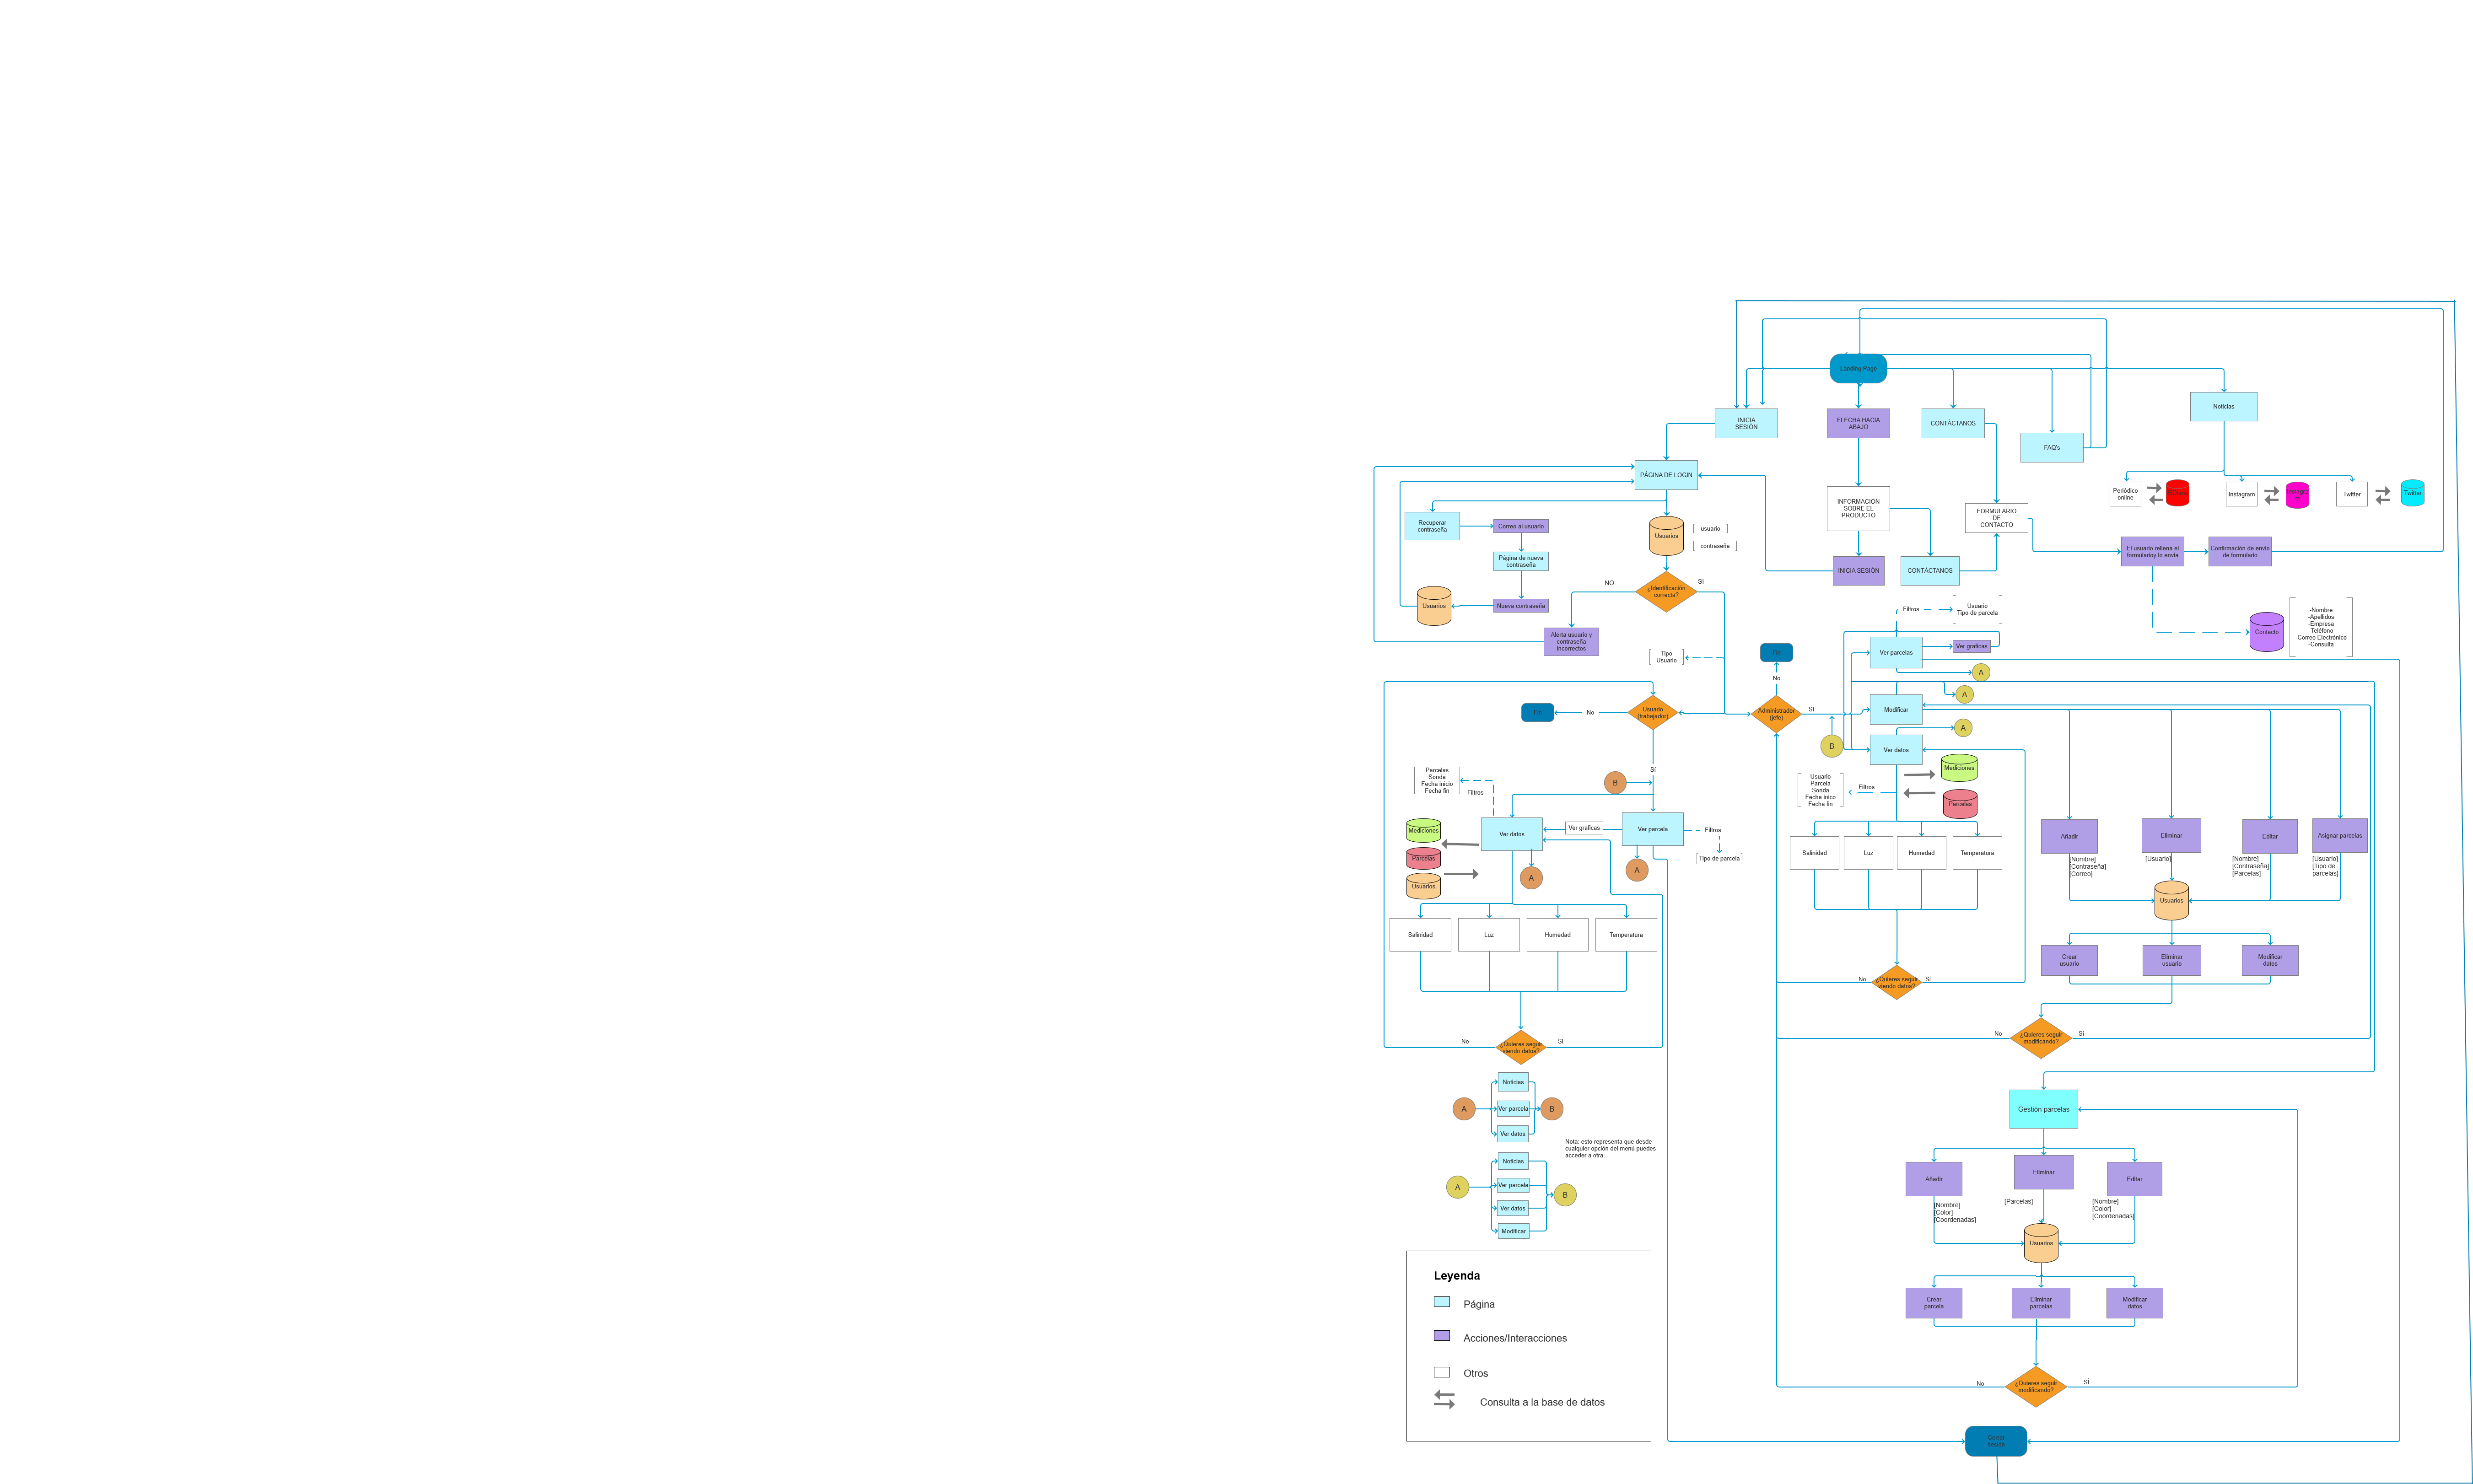 Landing Page
INICIA
SESIÓN
FLECHA HACIA
ABAJO
CONTÁCTANOS
FAQ's
Noticias
PÁGINA DE LOGIN
Periódico
online
Instagram
Instagra
m
Twitter
Twitter
Recuperar
contraseña
Correo al usuario
Página de nueva
contraseña
Nueva contraseña
Usuarios
Usuarios
usuario
contraseña
INFORMACIÓN
SOBRE EL
PRODUCTO
FORMULARIO
DE
CONTACTO
INICIA SESIÓN
CONTÁCTANOS
El usuario rellena el
formularioy lo envía
Confirmación de envío
de formulario
¿Identificación
correcta?
NO
SI
Alerta usuario y
contraseña
incorrectos
Contacto
-Nombre
-Apellidos
-Empresa
-Teléfono
-Correo Electrónico
-Consulta
Filtros
Usuario
Tipo de parcela
Ver parcelas
Ver graficas
A
Tipo
Usuario
Fin
No
Administrador
(jefe)
Sí
B
Modificar
A
Ver datos
A
Fin
No
Usuario
(trabajador)
Sí
B
Mediciones
Parcelas
Usuario
Parcela
Sonda
Fecha inico
Fecha fin
Filtros
Parcelas
Sonda
Fecha inicio
Fecha fin
Filtros
Mediciones
Parcelas
Usuarios
Ver datos
Ver graficas
Ver parcela
Filtros
[Tipo de parcela]
A
A
Salinidad
Luz
Humedad
Temperatura
Añadir
[Nombre]
[Contraseña]
[Correo]
Eliminar
[Usuario]
Editar
[Nombre]
[Contraseña]
[Parcelas]
Asignar parcelas
[Usuario]
[Tipo de
parcelas]
Usuarios
Salinidad
Luz
Humedad
Temperatura
Crear
usuario
Eliminar
usuario
Modificar
datos
No
¿Quieres seguir
viendo datos?
Sí
No
¿Quieres seguir
modificando?
Sí
No
¿Quieres seguir
viendo datos?
Sí
A
Noticias
Ver parcela
Ver datos
B
Nota: esto representa que desde
cualquier opción del menú puedes
acceder a otra.
A
Noticias
Ver parcela
Ver datos
Modificar
B
Gestión parcelas
Añadir
[Nombre]
[Color]
[Coordenadas]
Eliminar
[Parcelas]
Editar
[Nombre]
[Color]
[Coordenadas]
Usuarios
Crear
parcela
Eliminar
parcelas
Modificar
datos
No
¿Quieres seguir
modificando?
SÍ
Cerrar
sesión
Leyenda
Página
Acciones/Interacciones
Otros
Consulta a la base de datos